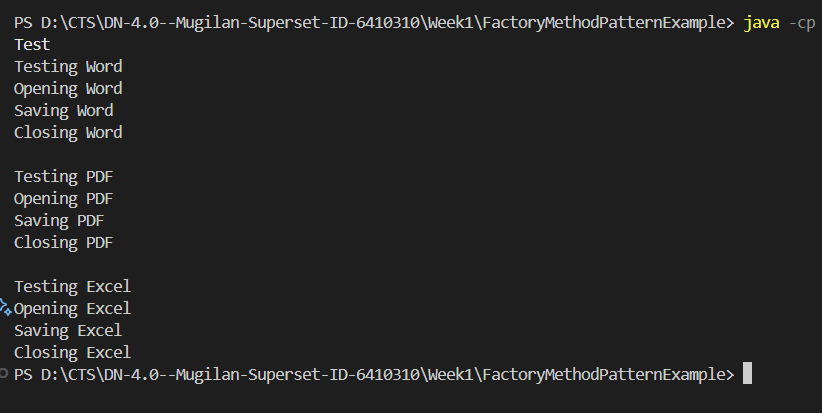 PS D:\CTS\DN-4.0--Mugilan-Superset-ID-6410310\Week1\FactoryMethodPatternExample> java -cp
Test
Testing Word
Opening Word
Saving Word
Closing Word
Testing PDF
Opening PDF
Saving PDF
Closing PDF
Testing Excel
Opening Excel
Saving Excel
Closing Excel
PS D:\CTS\DN-4.0--Mugilan-Superset-ID-6410310\Week1\FactoryMethodPatternExample>